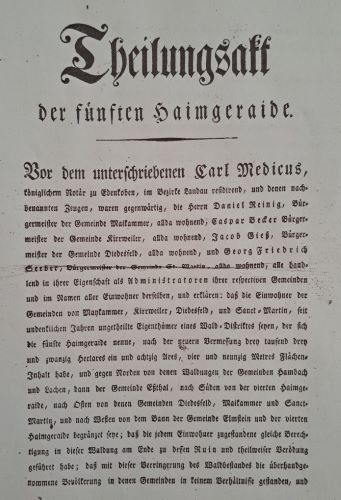 Theilungsakt
der fünften Haimgeraide.
Vor dem unterschriebenen Carl Medicus,
königlichem Notär zu Edenkoben, im Bezirke Landau residirend, und denen nach-
benannten Zeugen, waren gegenwärtig, die Herren Daniel Reinig, Bür-
germeister der Gemeinde Maikammer, allda wohnend, Caspar Becker Bürger-
meister der Gemeinde Kirrweiler, allda wohnend, Jacob Gieß, Bürger-
meister der Gemeinde Diedesfeld, allda wohnend, und Georg Friedrich
Seeber, Bürgermeister der Gemeinde St. Martin, allda wohnend, alle han-
delnd in ihrer Eigenschaft als Administratoren ihrer respectiven Gemeinden
und im Namen aller Einwohner derselben, und erklären: daß die Einwohner der
Gemeinden von Maykammer, Kirrweiler, Diedesfeld, und Sanct-Martin, seit
undenklichen Jahren ungetheilte Eigenthümer eines Wald-Distriktes seyen, der sich
die fünfte Haimgeraide nenne, nach der neuern Vermessung drey tausend drey
und zwanzig Hectares ein und achtzig Ares, vier und neunzig Metres Flächen-
Inhalt habe, und gegen Norden von denen Waldungen der Gemeinden Hambach
und Lachen, dann der Gemeinde Esthal, nach Süden von der vierten Haimge-
raide, nach Osten von denen Gemeinden Diedesfeld, Maikammer und Sanct-
Martin, und nach Westen von dem Bann der Gemeinde Elmstein und der vierten
Haimgeraide begränzt seye; daß die jedem Einwohner zugestandene gleiche Berech-
tigung in dieser Waldung am Ende zu dessen Ruin und theilweiser Verödung
geführt habe; daß mit dieser Verringerung des Waldbestandes die überhandge-
nommene Bevölkerung in denen Gemeinden in keinem Verhältnisse gestanden, und